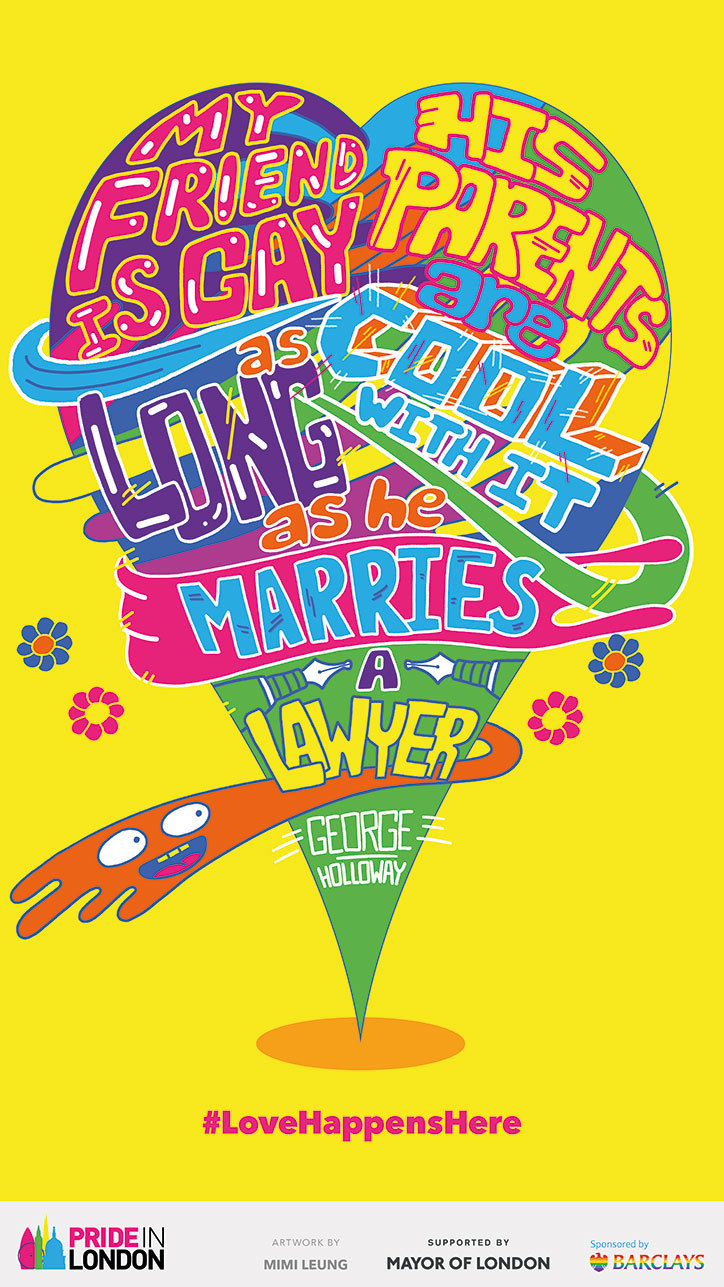 MY
FRIEND
IS GAY
HIS
PARENTS
are
COOL
WITH IT
as
LONG
as he
MARRIES
A
LAWYER
GEORGE
HOLLOWAY
#LoveHappensHere
PRIDE IN
LONDON
ARTWORK BY
MIMI LEUNG
SUPPORTED BY
MAYOR OF LONDON
Sponsored by
BARCLAYS